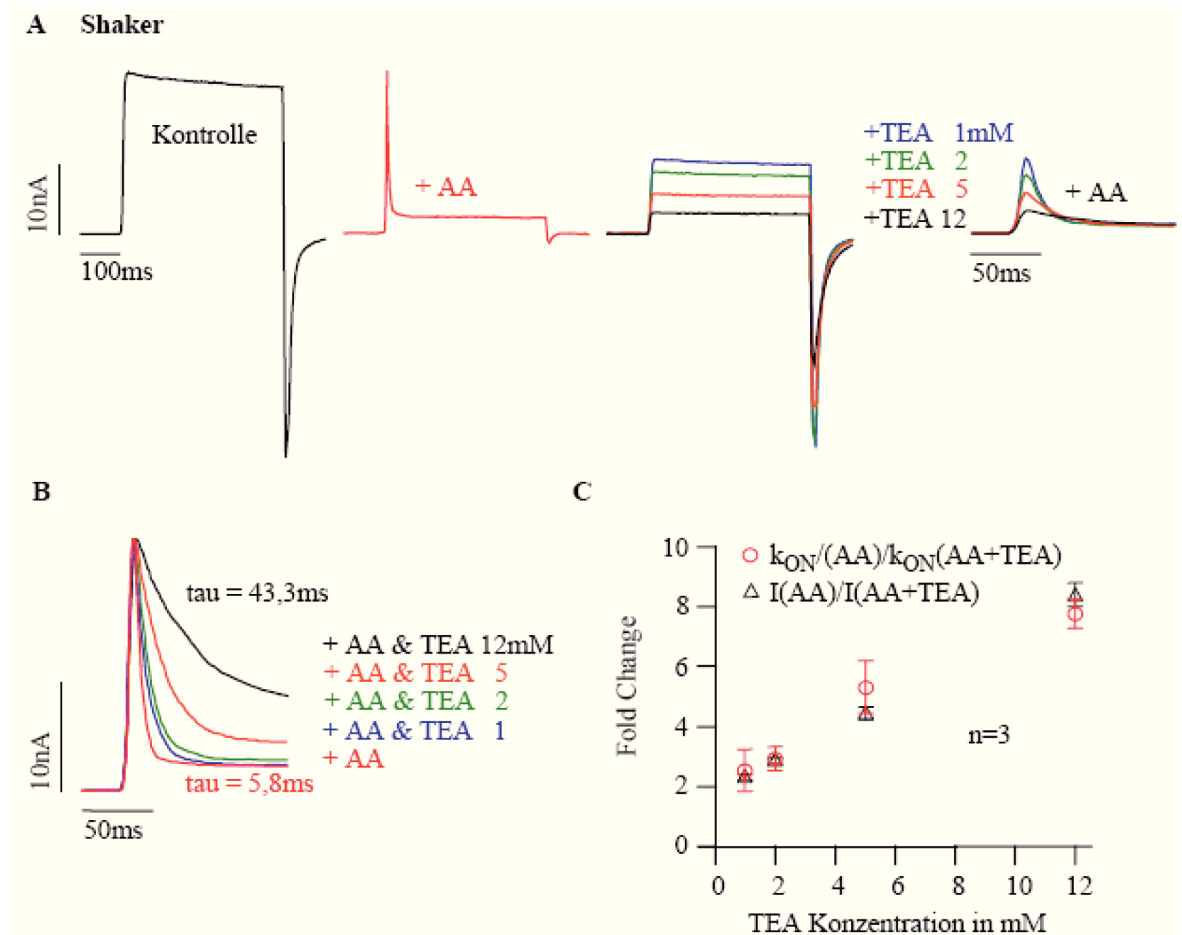 A Shaker
Kontrolle
10nA
100ms
+ AA
+TEA 1mM
+TEA 2
+TEA 5
+TEA 12
+ AA
50ms
B
tau = 43,3ms
+ AA & TEA 12mM
+ AA & TEA 5
+ AA & TEA 2
+ AA & TEA 1
+ AA
tau = 5,8ms
10nA
50ms
C
kON/(AA)/kON(AA+TEA)
I(AA)/I(AA+TEA)
n=3
Fold Change
10
8
6
4
2
0
0 2 4 6 8 10 12
TEA Konzentration in mM